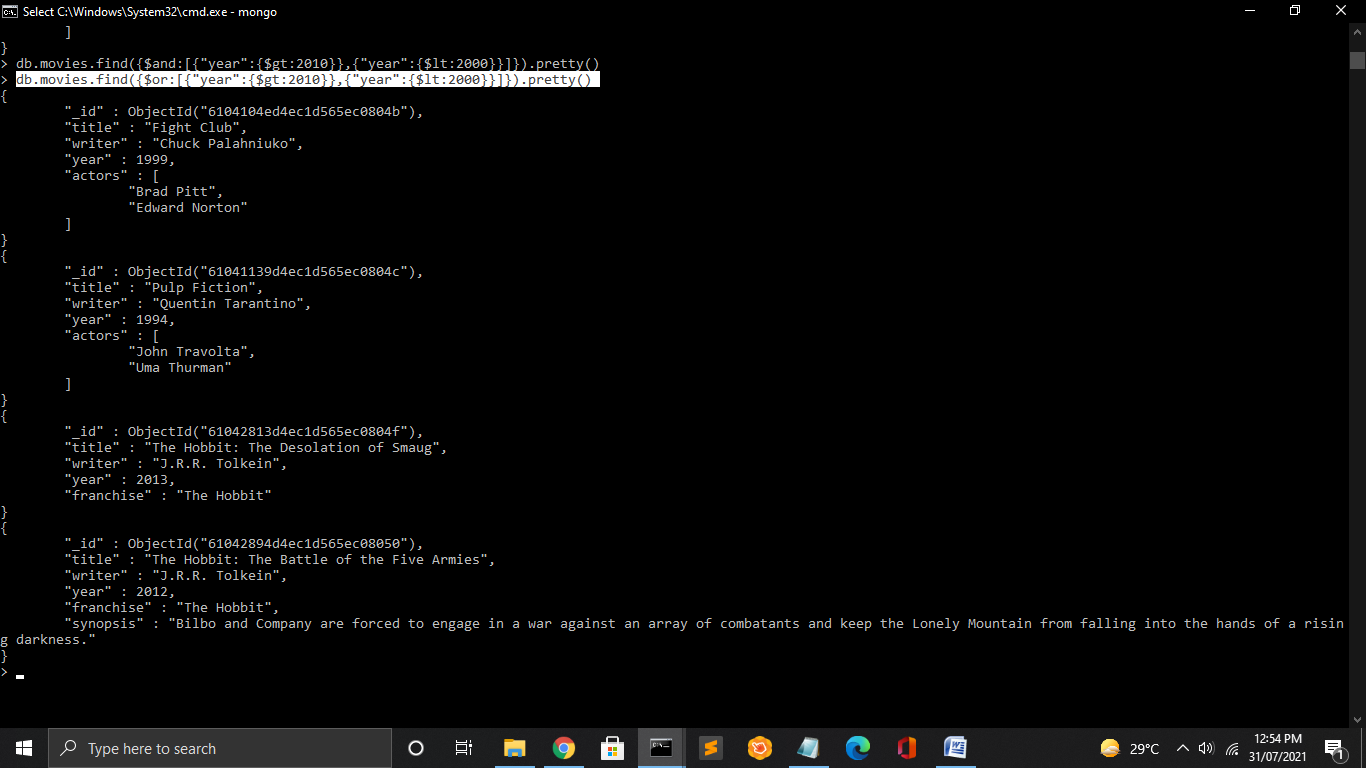 Select C:\Windows\System32\cmd.exe - mongo
]
}
> db.movies.find({$and:[{"year":{$gt:2010}},{"year":{$lt:2000}}]}).pretty()
> db.movies.find({$or:[{"year":{$gt:2010}},{"year":{$lt:2000}}]}).pretty()
{
"_id" : ObjectId("6104104ed4ec1d565ec0804b"),
"title" : "Fight Club",
"writer" : "Chuck Palahniuko",
"year" : 1999,
"actors" : [
"Brad Pitt",
"Edward Norton"
]
}
{
"_id" : ObjectId("61041139d4ec1d565ec0804c"),
"title" : "Pulp Fiction",
"writer" : "Quentin Tarantino",
"year" : 1994,
"actors" : [
"John Travolta",
"Uma Thurman"
]
}
{
"_id" : ObjectId("61042813d4ec1d565ec0804f"),
"title" : "The Hobbit: The Desolation of Smaug",
"writer" : "J.R.R. Tolkein",
"year" : 2013,
"franchise" : "The Hobbit"
}
{
"_id" : ObjectId("61042894d4ec1d565ec08050"),
"title" : "The Hobbit: The Battle of the Five Armies",
"writer" : "J.R.R. Tolkein",
"year" : 2012,
"franchise" : "The Hobbit",
"synopsis" : "Bilbo and Company are forced to engage in a war against an array of combatants and keep the Lonely Mountain from falling into the hands of a risin
g darkness."
}
>
Type here to search
29°C
12:54 PM
31/07/2021
1